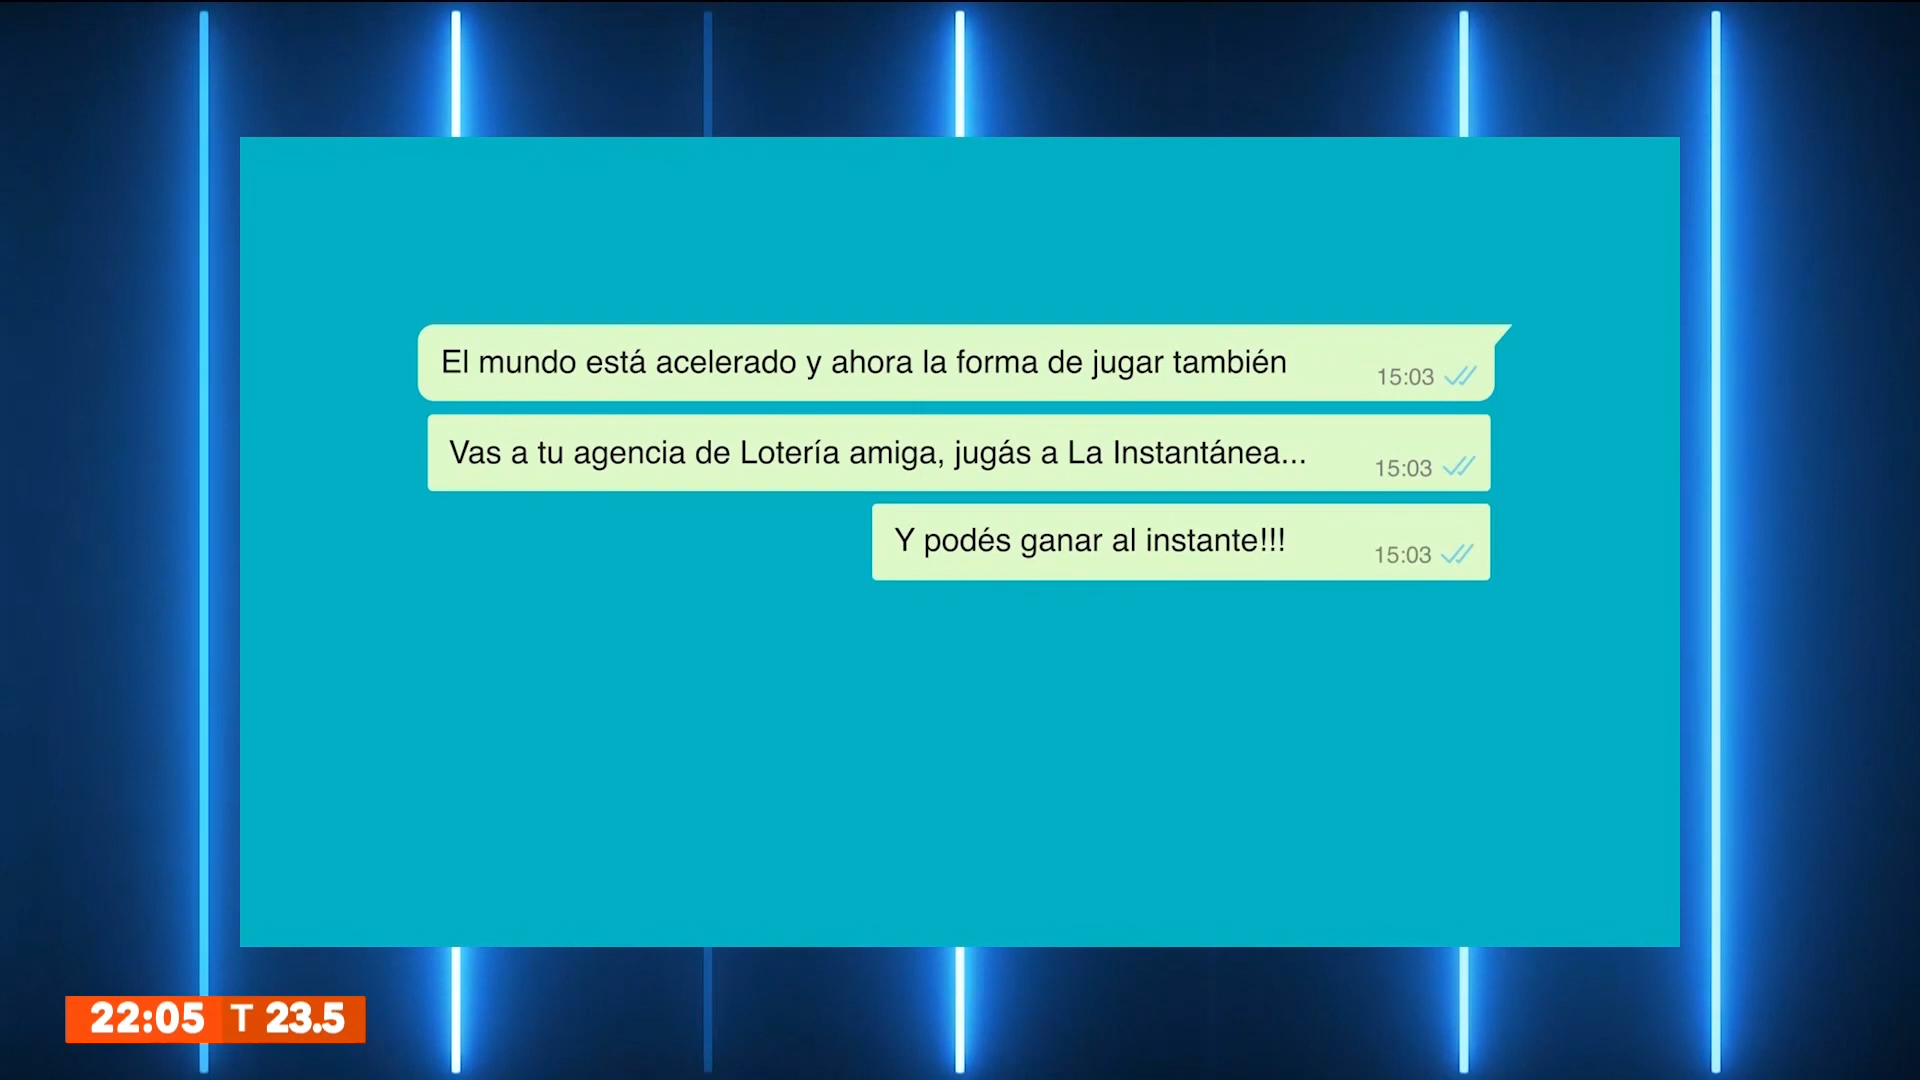 El mundo está acelerado y ahora la forma de jugar también
15:03
Vas a tu agencia de Lotería amiga, jugás a La Instantánea...
15:03
Y podés ganar al instante!!!
15:03
22:05 T 23.5